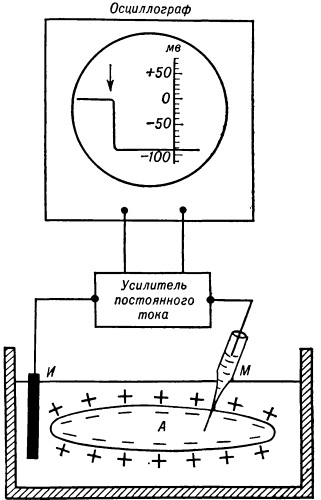 Осциллограф
мв
+50
0
−50
−100
Усилитель
постоянного
тока
И
М
А